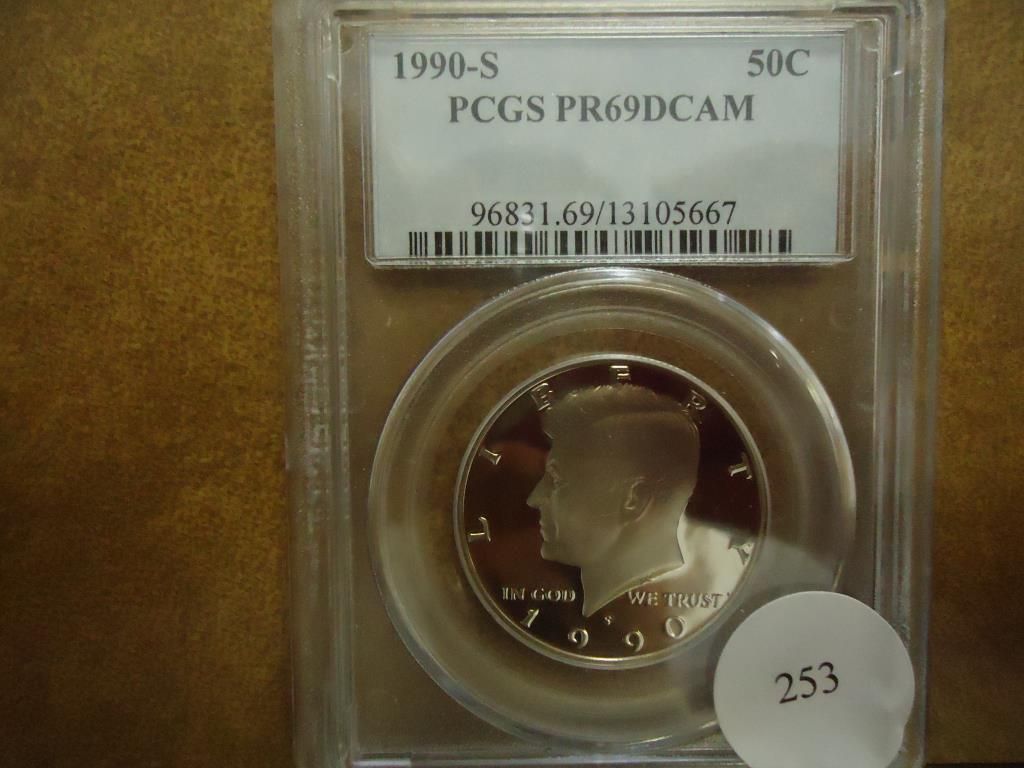 1990-S 50C
PCGS PR69DCAM
96831.69/13105667
LIBERTY
IN GOD WE TRUST
S
1990
253